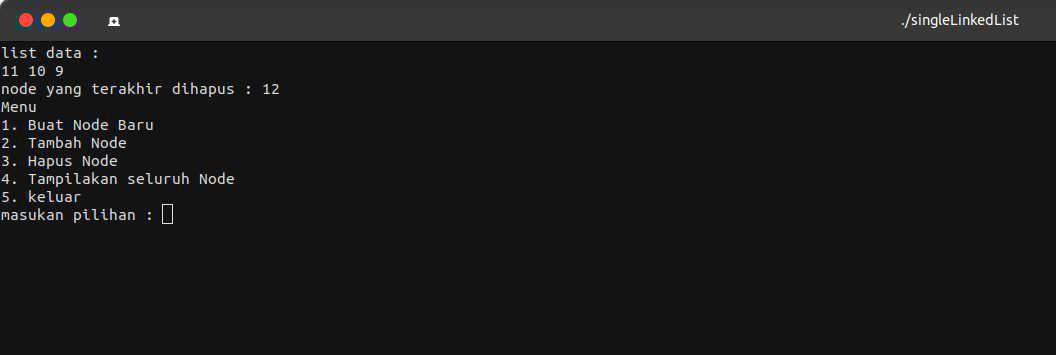 ./singleLinkedList
list data :
11 10 9
node yang terakhir dihapus : 12
Menu
1. Buat Node Baru
2. Tambah Node
3. Hapus Node
4. Tampilakan seluruh Node
5. keluar
masukan pilihan :